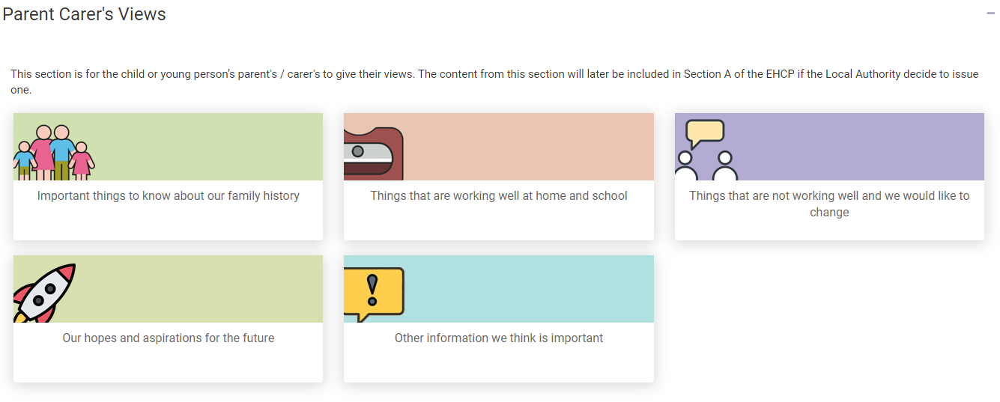 Parent Carer's Views
This section is for the child or young person’s parent's / carer's to give their views. The content from this section will later be included in Section A of the EHCP if the Local Authority decide to issue
one.
Important things to know about our family history
Things that are working well at home and school
Things that are not working well and we would like to
change
Our hopes and aspirations for the future
Other information we think is important